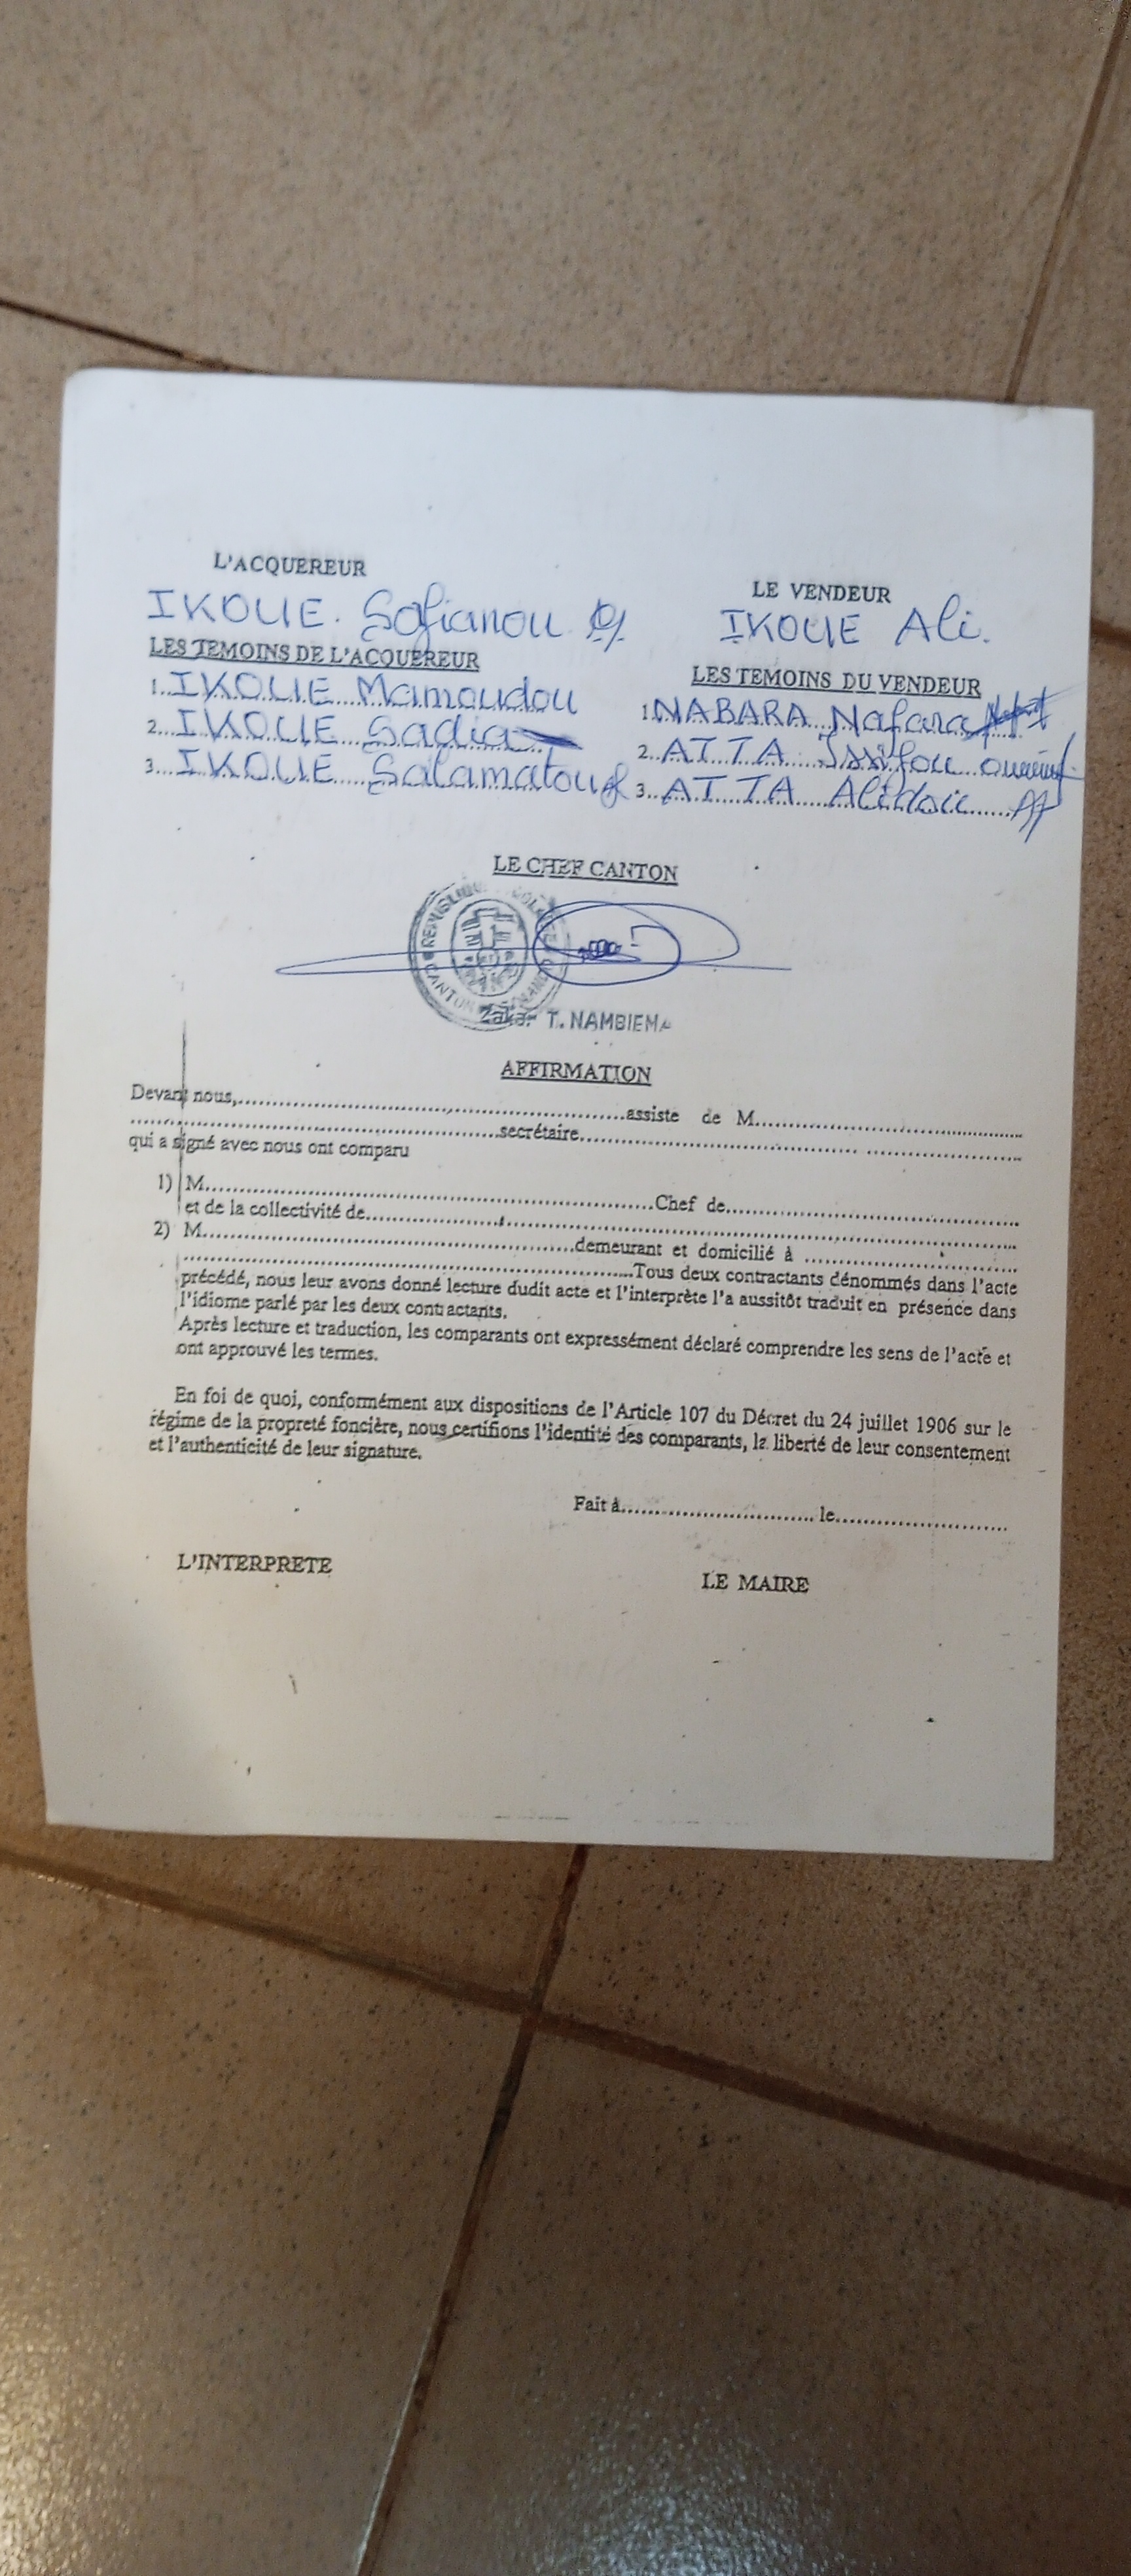 L'ACQUEREUR
IKOUE. Sofianou
LES TEMOINS DE L'ACQUEREUR
1. IKOUE Mamoudou
2. IKOUE Sadia
3. IKOUE Salamatou
LE VENDEUR
IKOUE Ali.
LES TEMOINS DU VENDEUR
1. NABARA Nafara
2. ATTA Issifou
3. ATTA Alidou
LE CHEF CANTON
CANTON
T. NAMBIEMA
AFFIRMATION
Devant nous,..........assiste de M..........
..........secrétaire..........
qui a signé avec nous ont comparu
1) M..........Chef de..........
et de la collectivité de..........
2) M..........demeurant et domicilié à ..........
..........Tous deux contractants dénommés dans l'acte
précédé, nous leur avons donné lecture dudit acte et l'interprète l'a aussitôt traduit en présence dans
l'idiome parlé par les deux contractants.
Après lecture et traduction, les comparants ont expressément déclaré comprendre les sens de l'acte et
ont approuvé les termes.
En foi de quoi, conformément aux dispositions de l'Article 107 du Décret du 24 juillet 1906 sur le
régime de la propreté foncière, nous certifions l'identité des comparants, la liberté de leur consentement
et l'authenticité de leur signature.
Fait à.......... le..........
L'INTERPRETE
LE MAIRE